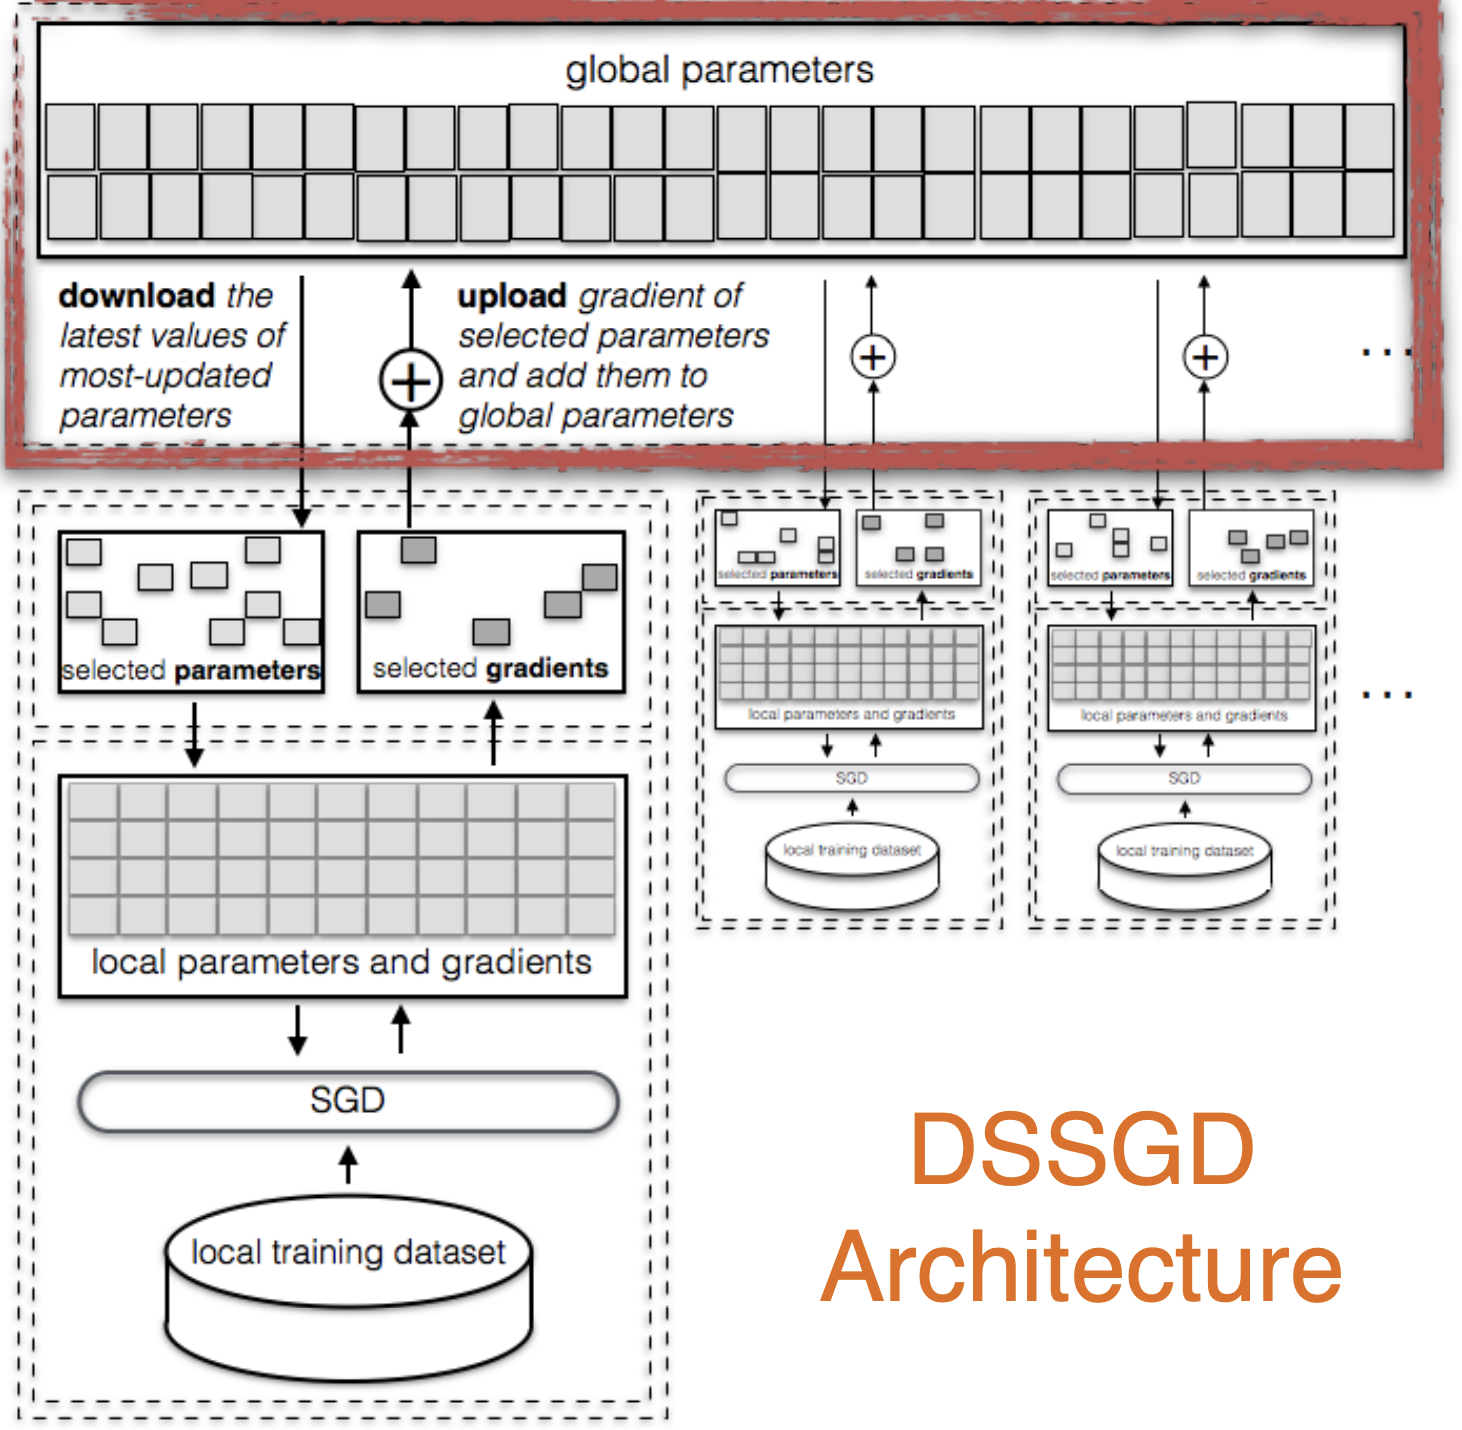 global parameters
download the
latest values of
most-updated
parameters
upload gradient of
selected parameters
and add them to
global parameters
+
+
+
...
selected parameters
selected gradients
local parameters and gradients
SGD
local training dataset
selected parameters
selected gradients
local parameters and gradients
SGD
local training dataset
selected parameters
selected gradients
local parameters and gradients
SGD
local training dataset
...
DSSGD
Architecture